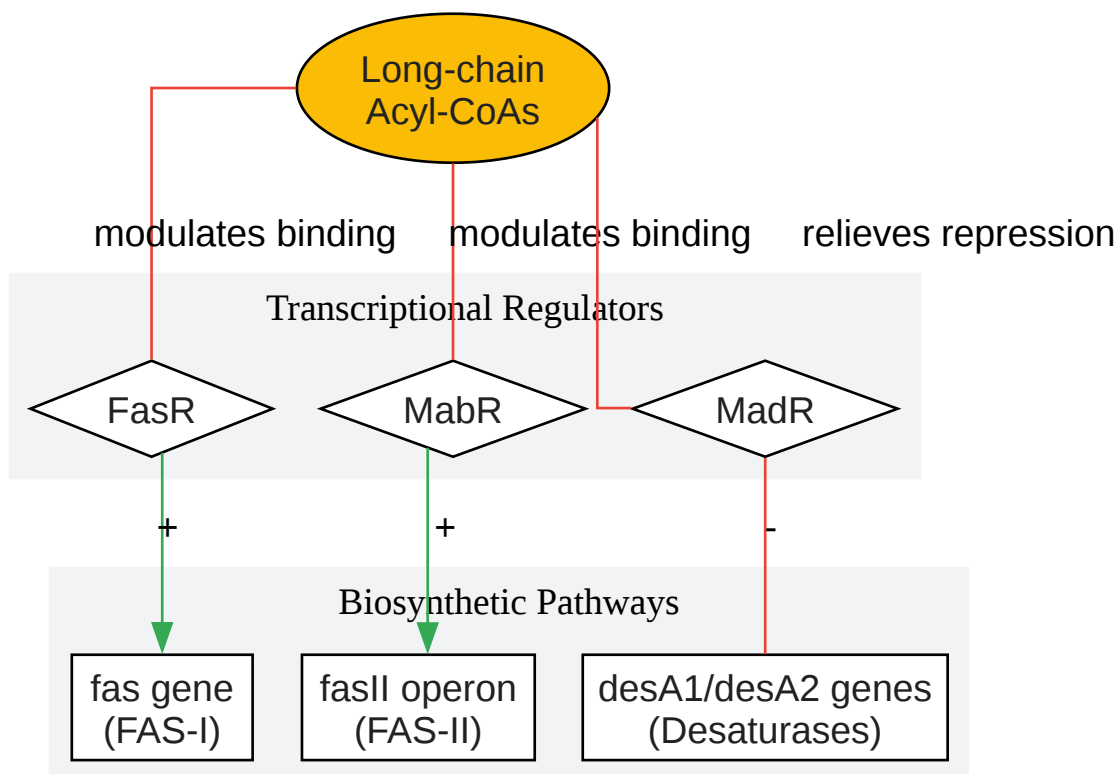 Long-chain
Acyl-CoAs
modulates binding
modulates binding
relieves repression
Transcriptional Regulators
FasR
MabR
MadR
+
+
-
Biosynthetic Pathways
fas gene
(FAS-I)
fasII operon
(FAS-II)
desA1/desA2 genes
(Desaturases)